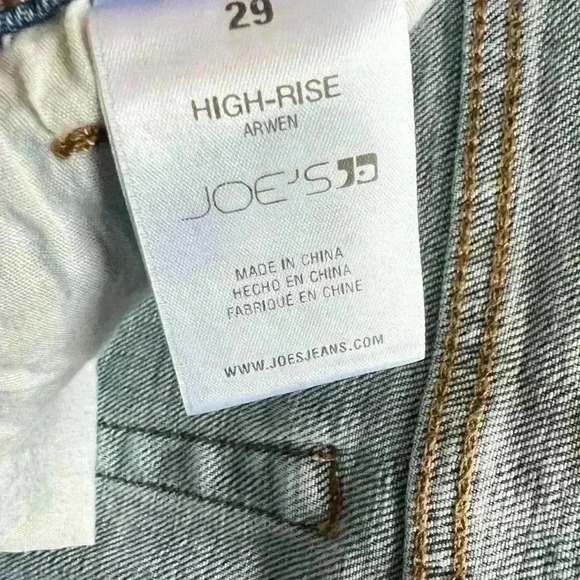 29
HIGH-RISE
ARWEN
JOE'S
MADE IN CHINA
HECHO EN CHINA
FABRIQUÉ EN CHINE
WWW.JOESJEANS.COM